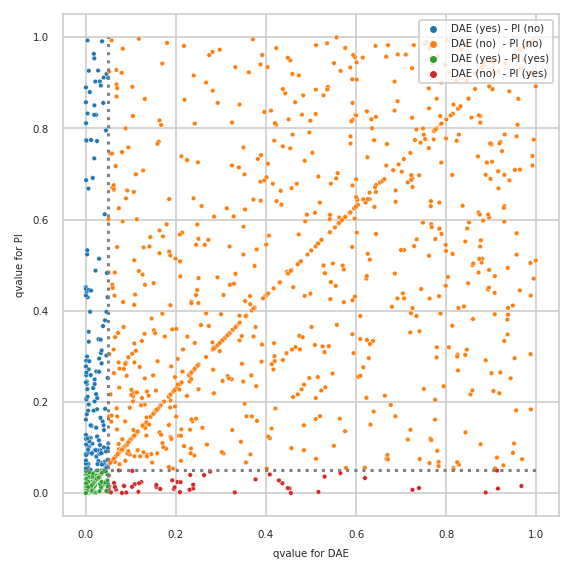 DAE (yes) - PI (no)
DAE (no)  - PI (no)
DAE (yes) - PI (yes)
DAE (no)  - PI (yes)
1.0
0.8
0.6
0.4
0.2
0.0
qvalue for PI
0.0 0.2 0.4 0.6 0.8 1.0
qvalue for DAE